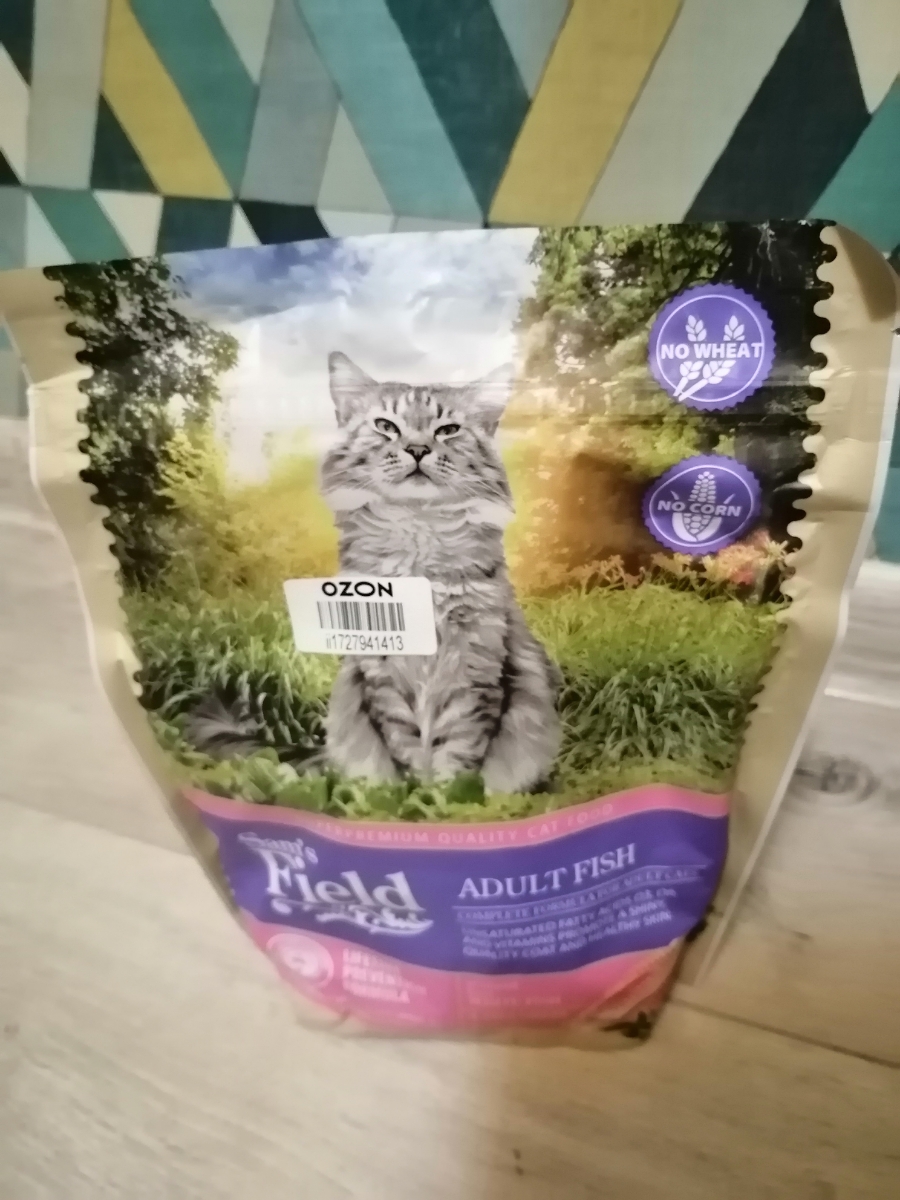 NO WHEAT
NO CORN
OZON
ii1727941413
PREMIUM QUALITY CAT FOOD
Sam's
Field
ADULT FISH
COMPLETE FORMULA FOR ADULT CATS
UNSATURATED FATTY ACIDS
AND VITAMINS PROMOTE A SHINY,
QUALITY COAT AND HEALTHY SKIN
FORMULA